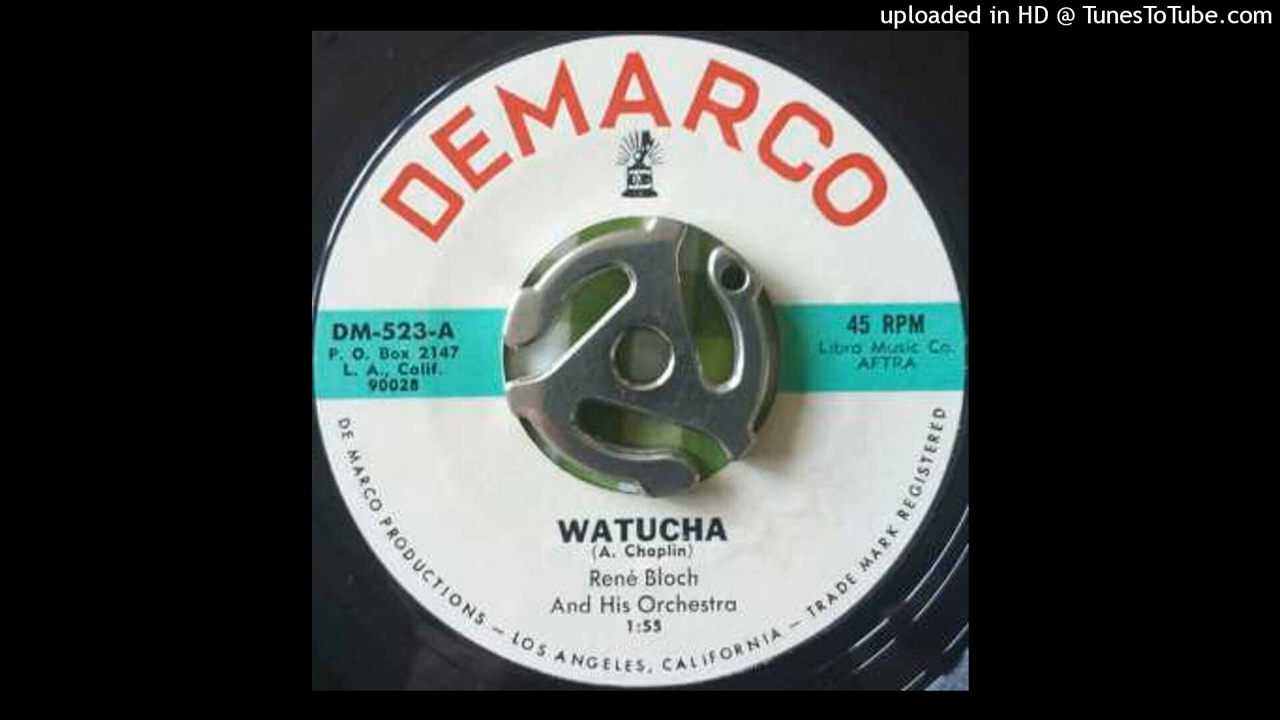 uploaded in HD @ TunesToTube.com
DEMARCO
DM-523-A
P. O. Box 2147
L. A., Calif.
90028
45 RPM
Libra Music Co.
AFTRA
WATUCHA
(A. Chaplin)
René Bloch
And His Orchestra
1:55
DE MARCO PRODUCTIONS – LOS ANGELES, CALIFORNIA – TRADE MARK REGISTERED